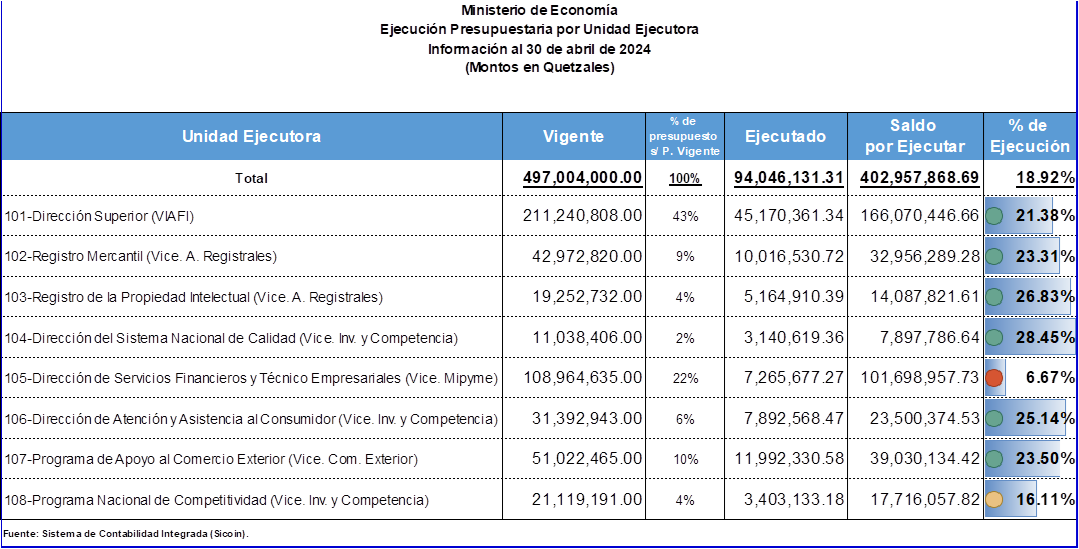 Ministerio de Economía
Ejecución Presupuestaria por Unidad Ejecutora
Información al 30 de abril de 2024
(Montos en Quetzales)
Unidad Ejecutora Vigente % de presupuesto s/ P. Vigente Ejecutado Saldo por Ejecutar % de Ejecución
Total 497,004,000.00 100% 94,046,131.31 402,957,868.69 18.92%
101-Dirección Superior (VIAFI) 211,240,808.00 43% 45,170,361.34 166,070,446.66 21.38%
102-Registro Mercantil (Vice. A. Registrales) 42,972,820.00 9% 10,016,530.72 32,956,289.28 23.31%
103-Registro de la Propiedad Intelectual (Vice. A. Registrales) 19,252,732.00 4% 5,164,910.39 14,087,821.61 26.83%
104-Dirección del Sistema Nacional de Calidad (Vice. Inv. y Competencia) 11,038,406.00 2% 3,140,619.36 7,897,786.64 28.45%
105-Dirección de Servicios Financieros y Técnico Empresariales (Vice. Mipyme) 108,964,635.00 22% 7,265,677.27 101,698,957.73 6.67%
106-Dirección de Atención y Asistencia al Consumidor (Vice. Inv. y Competencia) 31,392,943.00 6% 7,892,568.47 23,500,374.53 25.14%
107-Programa de Apoyo al Comercio Exterior (Vice. Com. Exterior) 51,022,465.00 10% 11,992,330.58 39,030,134.42 23.50%
108-Programa Nacional de Competitividad (Vice. Inv. y Competencia) 21,119,191.00 4% 3,403,133.18 17,716,057.82 16.11%
Fuente: Sistema de Contabilidad Integrada (Sicoin).